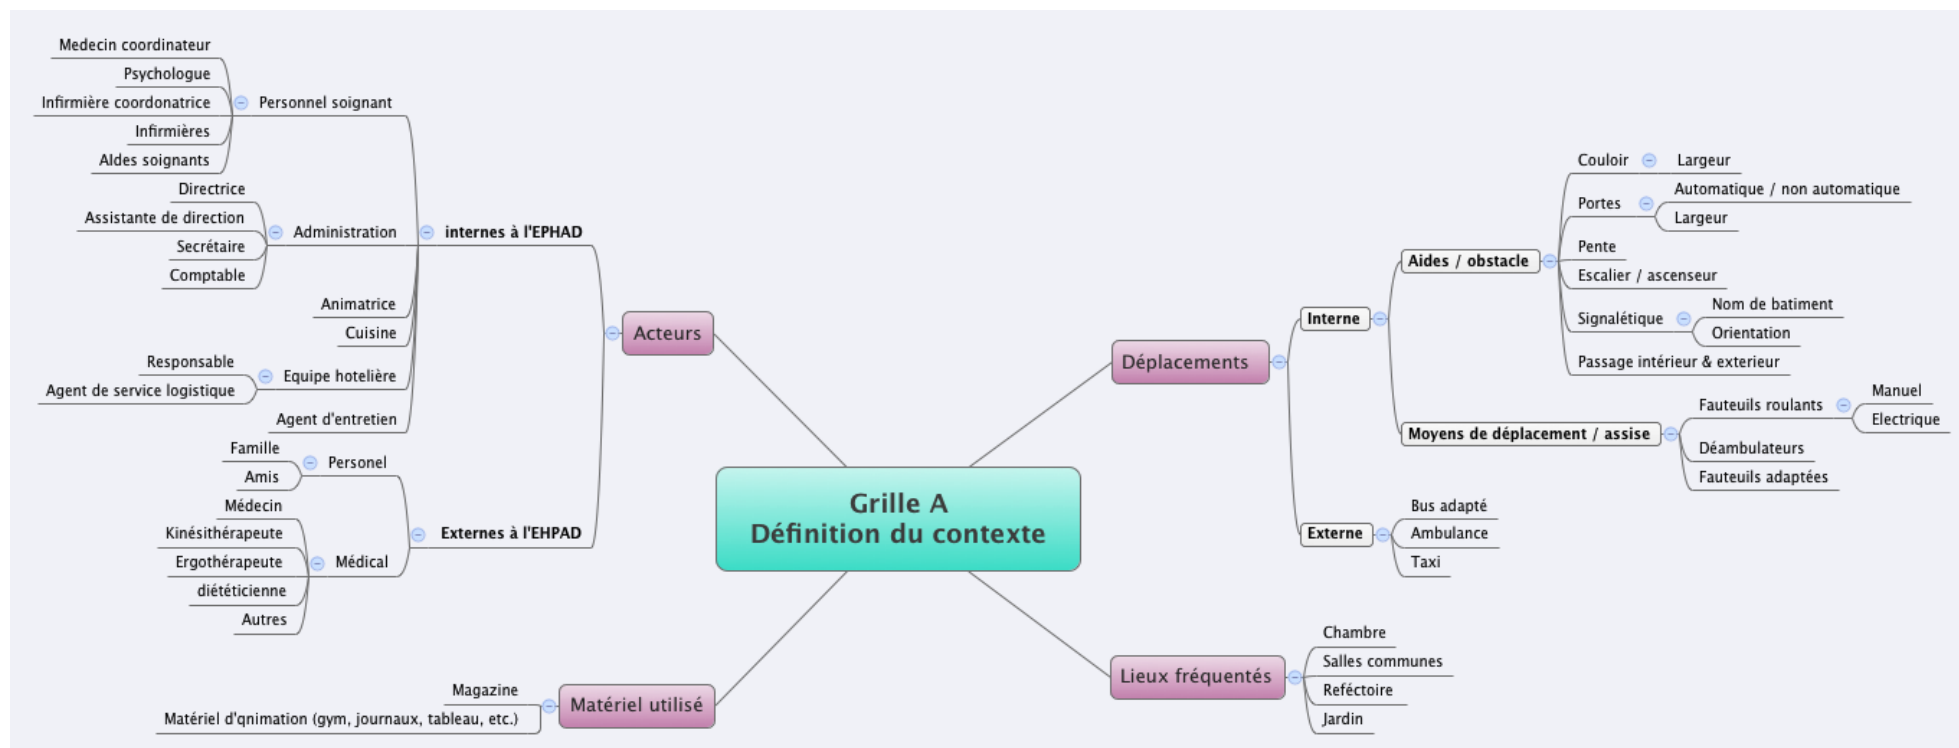 Grille A
Définition du contexte
Acteurs
internes à l'EPHAD
Personnel soignant
Medecin coordinateur
Psychologue
Infirmière coordonatrice
Infirmières
AIdes soignants
Administration
Directrice
Assistante de direction
Secrétaire
Comptable
Animatrice
Cuisine
Equipe hotelière
Responsable
Agent de service logistique
Agent d'entretien
Externes à l'EHPAD
Personel
Famille
Amis
Médical
Médecin
Kinésithérapeute
Ergothérapeute
diététicienne
Autres
Matériel utilisé
Magazine
Matériel d'qnimation (gym, journaux, tableau, etc.)
Déplacements
Interne
Aides / obstacle
Couloir
Largeur
Portes
Automatique / non automatique
Largeur
Pente
Escalier / ascenseur
Signalétique
Nom de batiment
Orientation
Passage intérieur & exterieur
Moyens de déplacement / assise
Fauteuils roulants
Manuel
Electrique
Déambulateurs
Fauteuils adaptées
Externe
Bus adapté
Ambulance
Taxi
Lieux fréquentés
Chambre
Salles communes
Reféctoire
Jardin